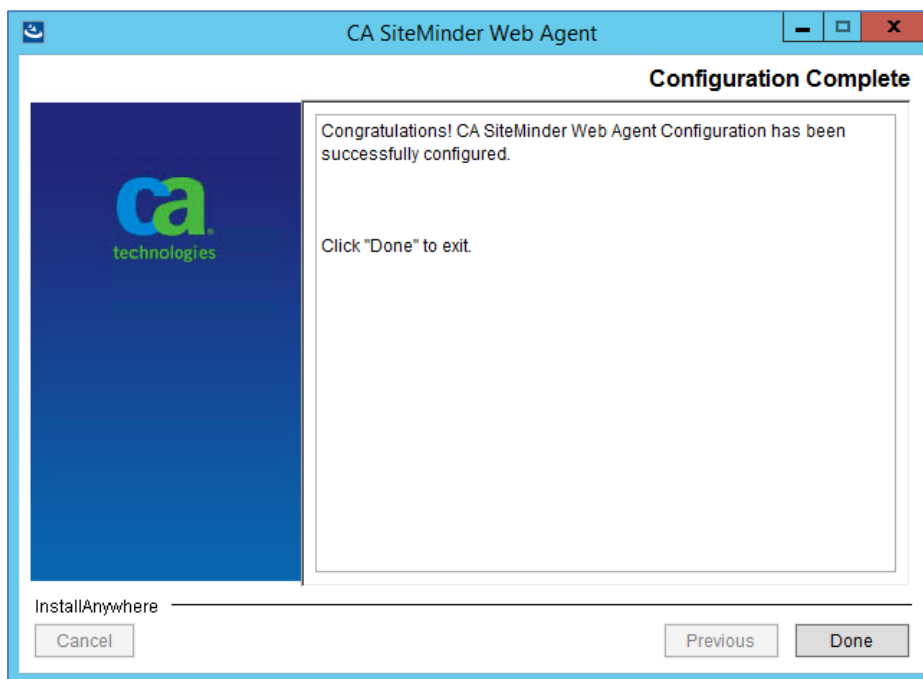 CA SiteMinder Web Agent
Configuration Complete
ca
technologies
Congratulations! CA SiteMinder Web Agent Configuration has been
successfully configured.
Click "Done" to exit.
InstallAnywhere
Cancel
Previous
Done